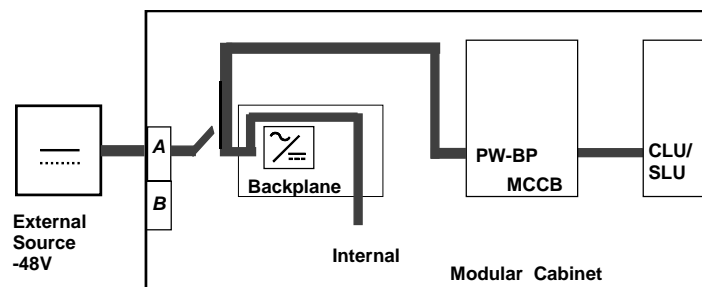 A
B
Backplane
PW-BP
MCCB
CLU/
SLU
External
Source
-48V
Internal
Modular Cabinet